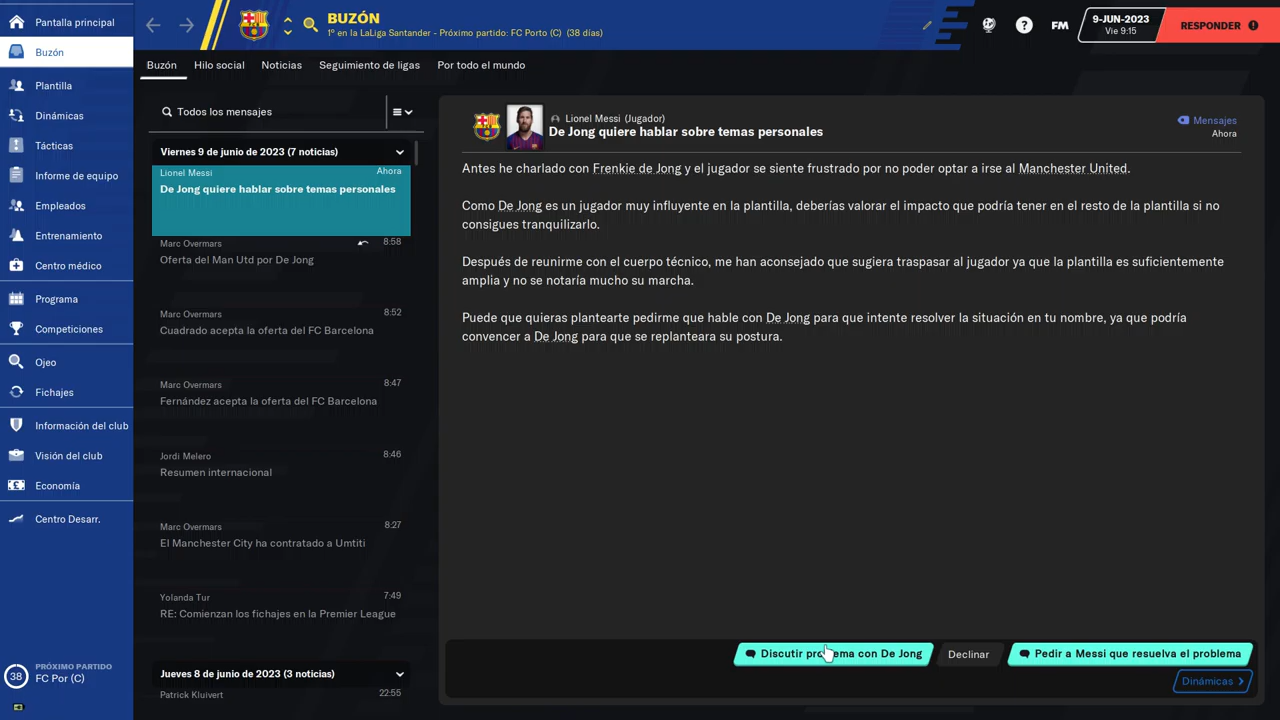 Pantalla principal
Buzón
Plantilla
Dinámicas
Tácticas
Informe de equipo
Empleados
Entrenamiento
Centro médico
Programa
Competiciones
Ojeo
Fichajes
Información del club
Visión del club
Economía
Centro Desarr.
38
PRÓXIMO PARTIDO
FC Por (C)
BUZÓN
1º en la LaLiga Santander - Próximo partido: FC Porto (C) (38 días)
?
FM
9-JUN-2023
Vie 9:15
RESPONDER
Buzón
Hilo social
Noticias
Seguimiento de ligas
Por todo el mundo
Todos los mensajes
Viernes 9 de junio de 2023 (7 noticias)
Lionel Messi Ahora
De Jong quiere hablar sobre temas personales
Marc Overmars 8:58
Oferta del Man Utd por De Jong
Marc Overmars 8:52
Cuadrado acepta la oferta del FC Barcelona
Marc Overmars 8:47
Fernández acepta la oferta del FC Barcelona
Jordi Melero 8:46
Resumen internacional
Marc Overmars 8:27
El Manchester City ha contratado a Umtiti
Yolanda Tur 7:49
RE: Comienzan los fichajes en la Premier League
Jueves 8 de junio de 2023 (3 noticias)
Patrick Kluivert 22:55
Lionel Messi (Jugador)
De Jong quiere hablar sobre temas personales
Mensajes
Ahora
Antes he charlado con Frenkie de Jong y el jugador se siente frustrado por no poder optar a irse al Manchester United.
Como De Jong es un jugador muy influyente en la plantilla, deberías valorar el impacto que podría tener en el resto de la plantilla si no
consigues tranquilizarlo.
Después de reunirme con el cuerpo técnico, me han aconsejado que sugiera traspasar al jugador ya que la plantilla es suficientemente
amplia y no se notaría mucho su marcha.
Puede que quieras plantearte pedirme que hable con De Jong para que intente resolver la situación en tu nombre, ya que podría
convencer a De Jong para que se replanteara su postura.
Discutir problema con De Jong
Declinar
Pedir a Messi que resuelva el problema
Dinámicas